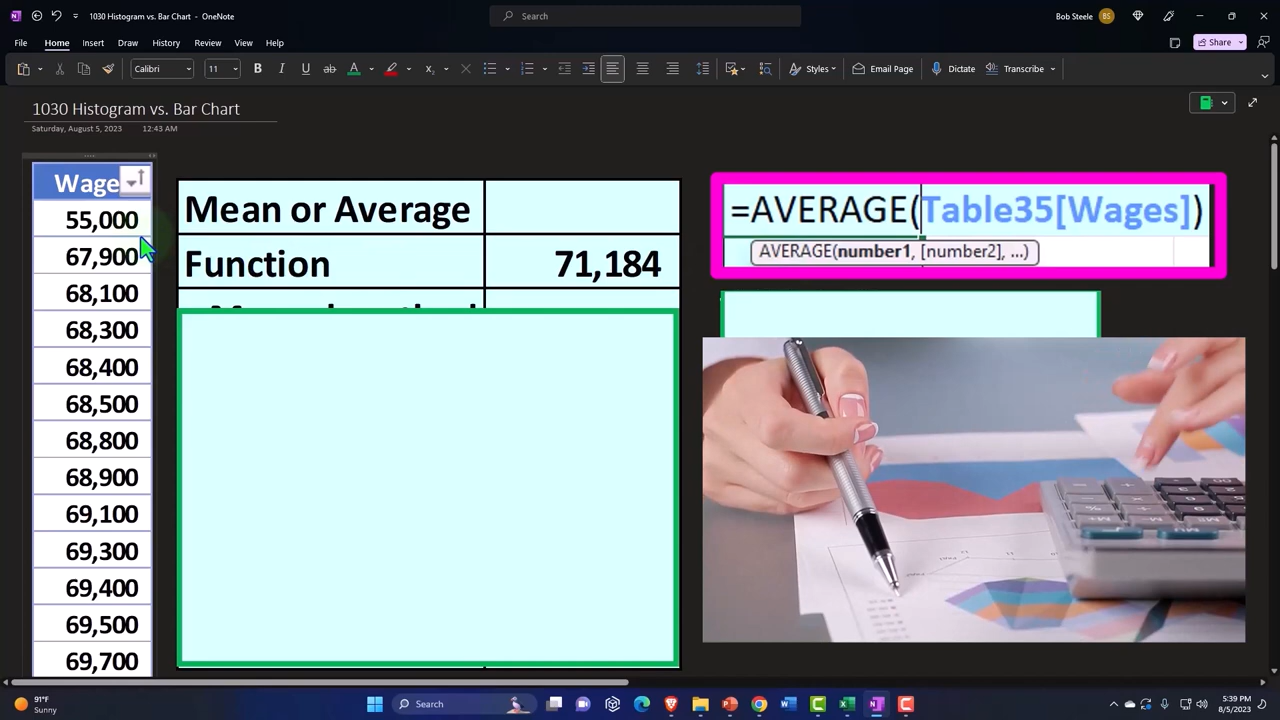 1030 Histogram vs. Bar Chart - OneNote
Search
Bob Steele
BS
File Home Insert Draw History Review View Help
Share
Calibri
11
B I U ab A
Styles
Email Page
Dictate
Transcribe
1030 Histogram vs. Bar Chart
Saturday, August 5, 2023 12:43 AM
Wage
55,000
67,900
68,100
68,300
68,400
68,500
68,800
68,900
69,100
69,300
69,400
69,500
69,700
Mean or Average
Function 71,184
=AVERAGE(Table35[Wages])
AVERAGE(number1, [number2], ...)
91°F
Sunny
Search
5:39 PM
8/5/2023